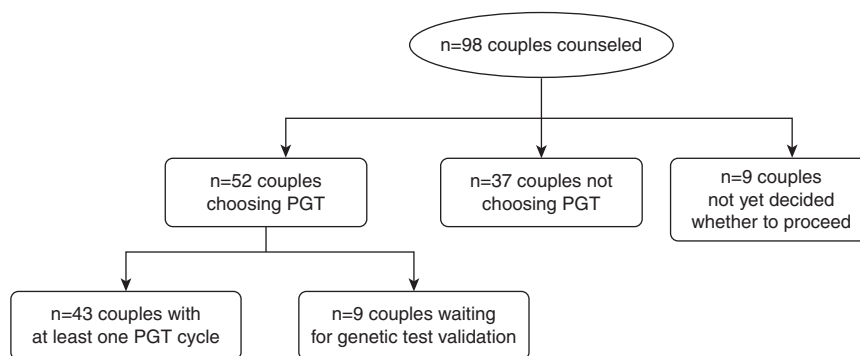 n=98 couples counseled
n=52 couples
choosing PGT
n=37 couples not
choosing PGT
n=9 couples
not yet decided
whether to proceed
n=43 couples with
at least one PGT cycle
n=9 couples waiting
for genetic test validation